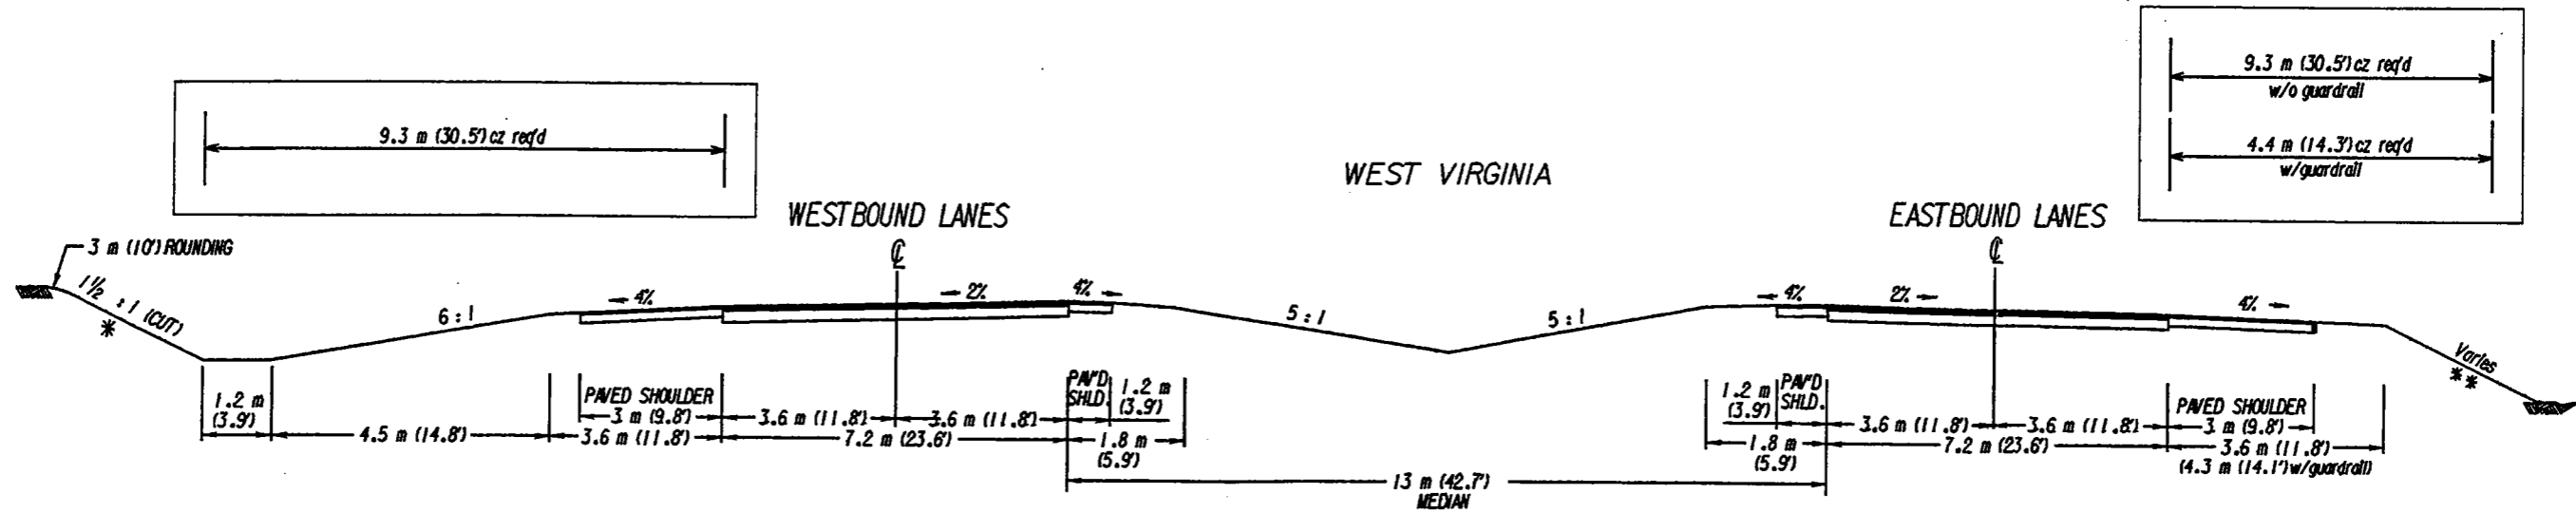 9.3 m (30.5') cz req'd
w/o guardrail
9.3 m (30.5') cz req'd
4.4 m (14.3') cz req'd
w/guardrail
WEST VIRGINIA
WESTBOUND LANES
EASTBOUND LANES
3 m (10') ROUNDING
℄
℄
1½ : 1 (CUT)
*
6 : 1
4%
2%
4%
5 : 1
5 : 1
4%
2%
4%
Varies
**
1.2 m
(3.9')
PAVED SHOULDER
3 m (9.8')
3.6 m (11.8')
3.6 m (11.8')
PAV'D
SHLD.
1.2 m
(3.9')
4.5 m (14.8')
3.6 m (11.8')
7.2 m (23.6')
1.8 m
(5.9')
1.2 m
(3.9')
PAV'D
SHLD.
3.6 m (11.8')
3.6 m (11.8')
PAVED SHOULDER
3 m (9.8')
1.8 m
(5.9')
7.2 m (23.6')
3.6 m (11.8')
(4.3 m (14.1') w/guardrail)
13 m (42.7')
MEDIAN